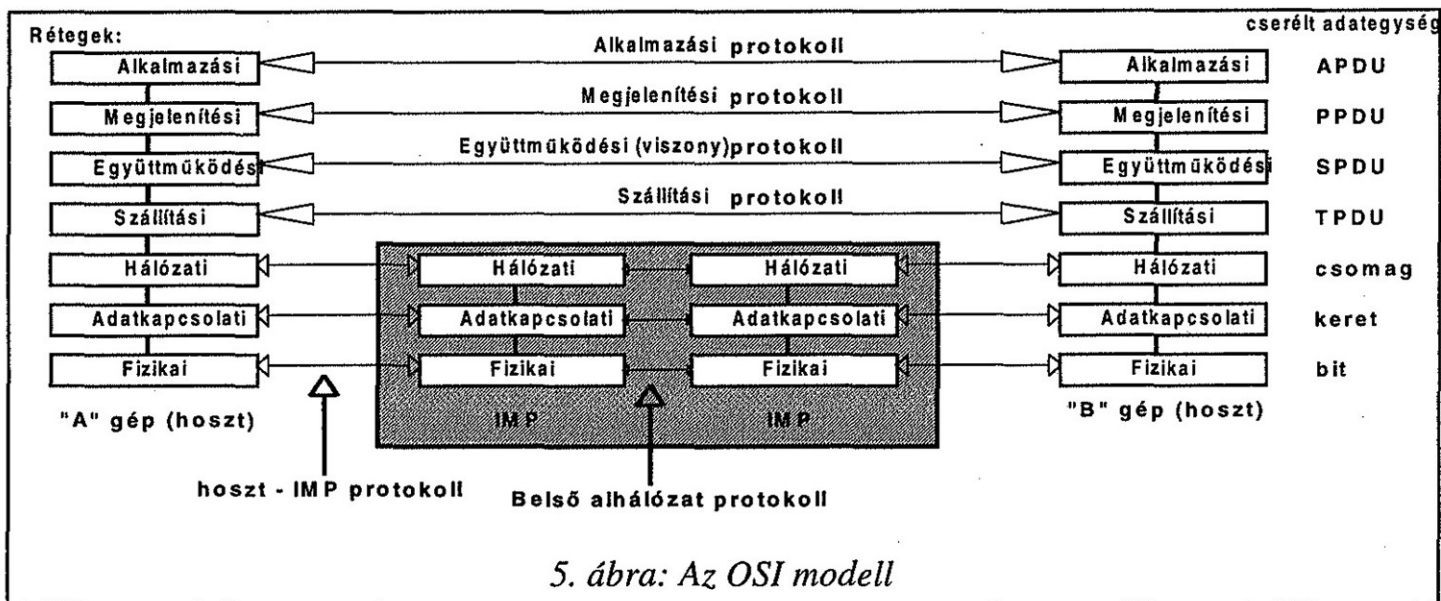 cserélt adategység
Rétegek:
Alkalmazási protokoll
Alkalmazási Alkalmazási APDU
Megjelenítési protokoll
Megjelenítési Megjelenítési PPDU
Együttműködési (viszony)protokoll
Együttműködési Együttműködési SPDU
Szállítási protokoll
Szállítási Szállítási TPDU
Hálózati Hálózati Hálózati Hálózati csomag
Adatkapcsolati Adatkapcsolati Adatkapcsolati Adatkapcsolati keret
Fizikai Fizikai Fizikai Fizikai bit
"A" gép (hoszt) IMP IMP "B" gép (hoszt)
hoszt - IMP protokoll
Belső alhálózat protokoll
5. ábra: Az OSI modell